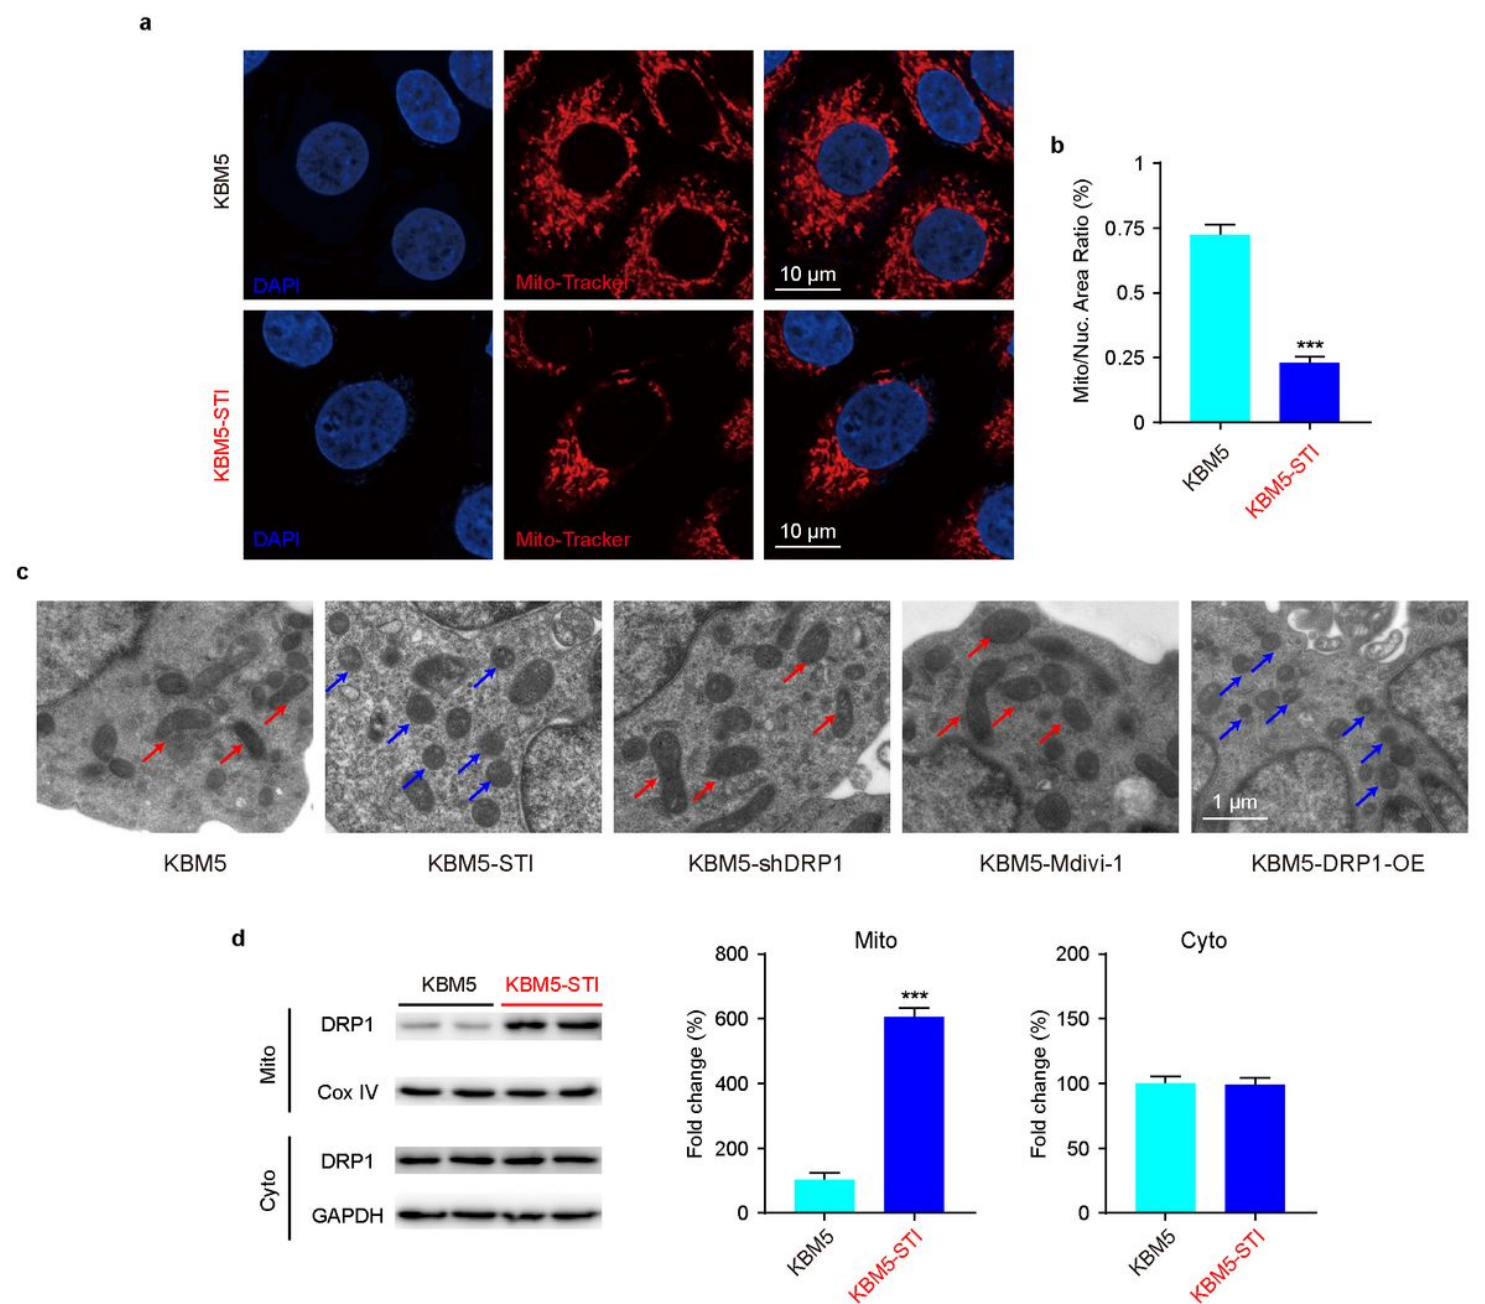 a
KBM5
DAPI
Mito-Tracker
10 µm
KBM5-STI
DAPI
Mito-Tracker
10 µm
b
Mito/Nuc. Area Ratio (%)
1
0.75
0.5
0.25
0
***
KBM5
KBM5-STI
c
1 µm
KBM5
KBM5-STI
KBM5-shDRP1
KBM5-Mdivi-1
KBM5-DRP1-OE
d
KBM5 KBM5-STI
Mito
DRP1
Cox IV
Cyto
DRP1
GAPDH
Mito
Fold change (%)
800
600
400
200
0
***
KBM5
KBM5-STI
Cyto
Fold change (%)
200
150
100
50
0
KBM5
KBM5-STI